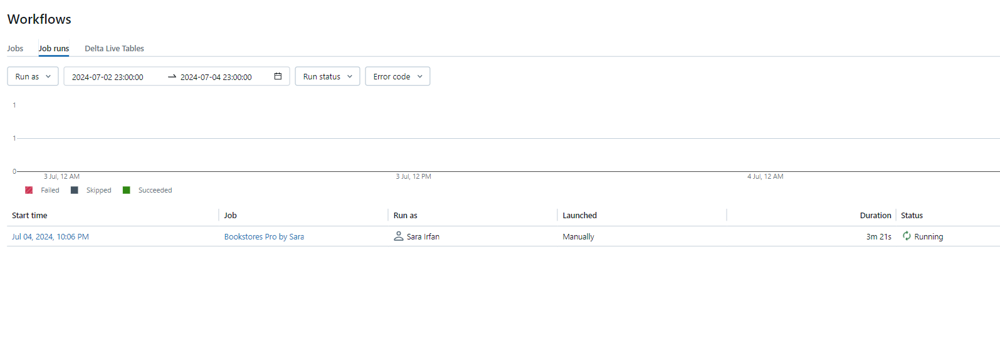 Workflows
Jobs Job runs Delta Live Tables
Run as 2024-07-02 23:00:00 → 2024-07-04 23:00:00 Run status Error code
1
1
0
3 Jul, 12 AM 3 Jul, 12 PM 4 Jul, 12 AM
Failed Skipped Succeeded
Start time Job Run as Launched Duration Status
Jul 04, 2024, 10:06 PM Bookstores Pro by Sara Sara Irfan Manually 3m 21s Running